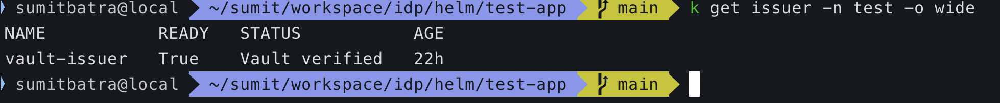 sumitbatra@local ~/sumit/workspace/idp/helm/test-app main k get issuer -n test -o wide
NAME READY STATUS AGE
vault-issuer True Vault verified 22h
sumitbatra@local ~/sumit/workspace/idp/helm/test-app main